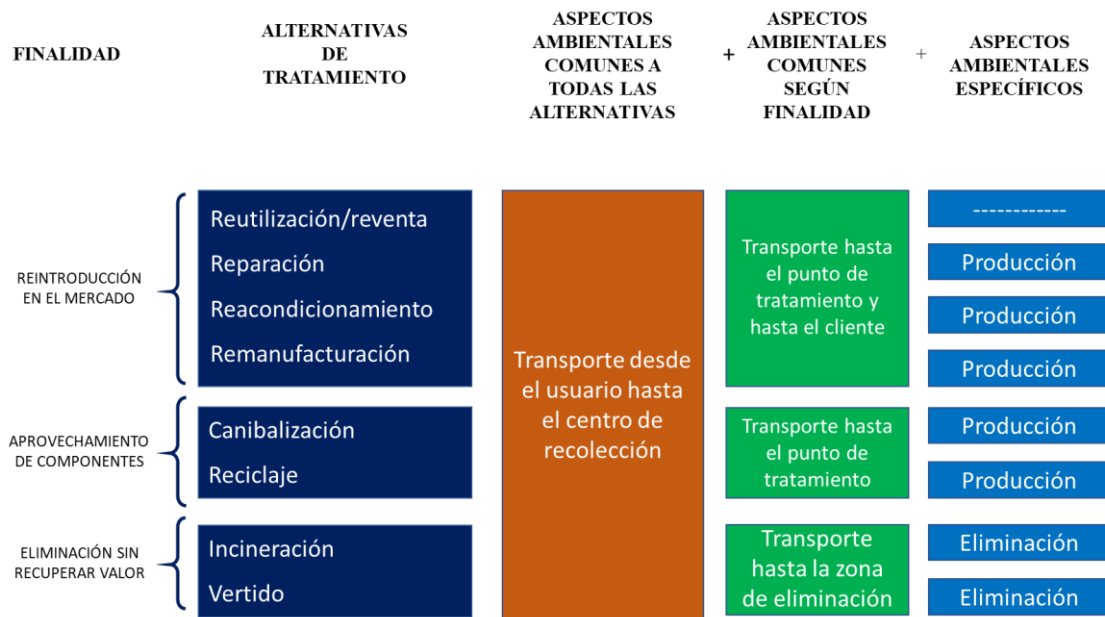 FINALIDAD
ALTERNATIVAS
DE
TRATAMIENTO
ASPECTOS
AMBIENTALES
COMUNES A
TODAS LAS
ALTERNATIVAS
+
ASPECTOS
AMBIENTALES
COMUNES
SEGÚN
FINALIDAD
+
ASPECTOS
AMBIENTALES
ESPECÍFICOS
REINTRODUCCIÓN
EN EL MERCADO
Reutilización/reventa
Reparación
Reacondicionamiento
Remanufacturación
APROVECHAMIENTO
DE COMPONENTES
Canibalización
Reciclaje
ELIMINACIÓN SIN
RECUPERAR VALOR
Incineración
Vertido
Transporte desde
el usuario hasta
el centro de
recolección
Transporte hasta
el punto de
tratamiento y
hasta el cliente
Transporte hasta
el punto de
tratamiento
Transporte
hasta la zona
de eliminación
------------
Producción
Producción
Producción
Producción
Producción
Eliminación
Eliminación